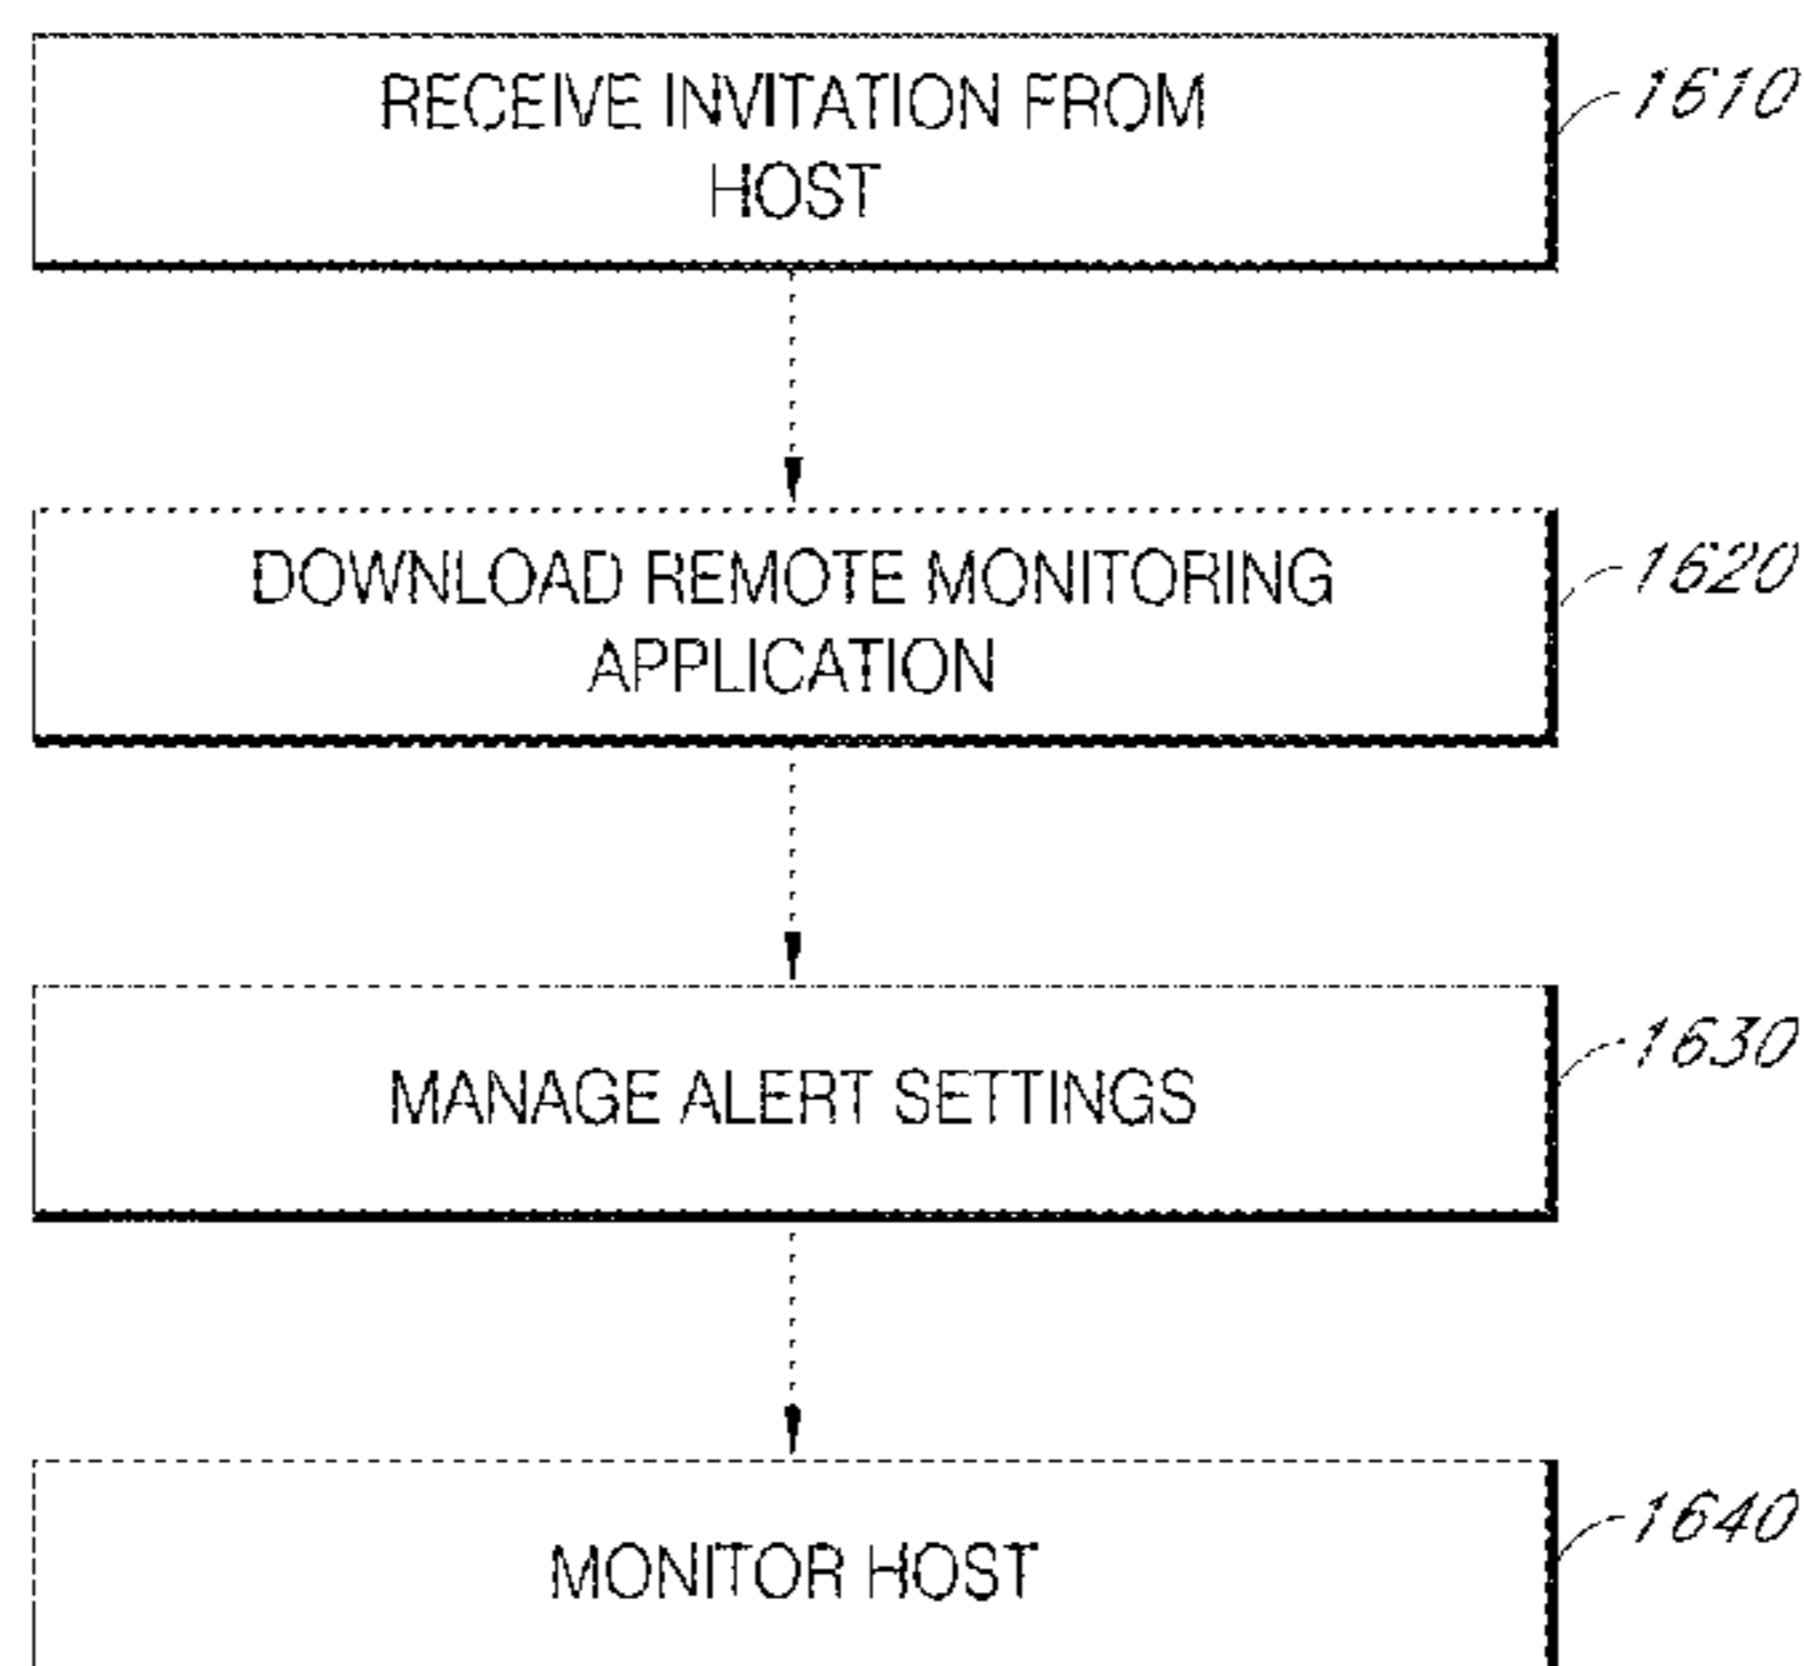 RECEIVE INVITATION FROM
HOST
1610
DOWNLOAD REMOTE MONITORING
APPLICATION
1620
MANAGE ALERT SETTINGS
1630
MONITOR HOST
1640